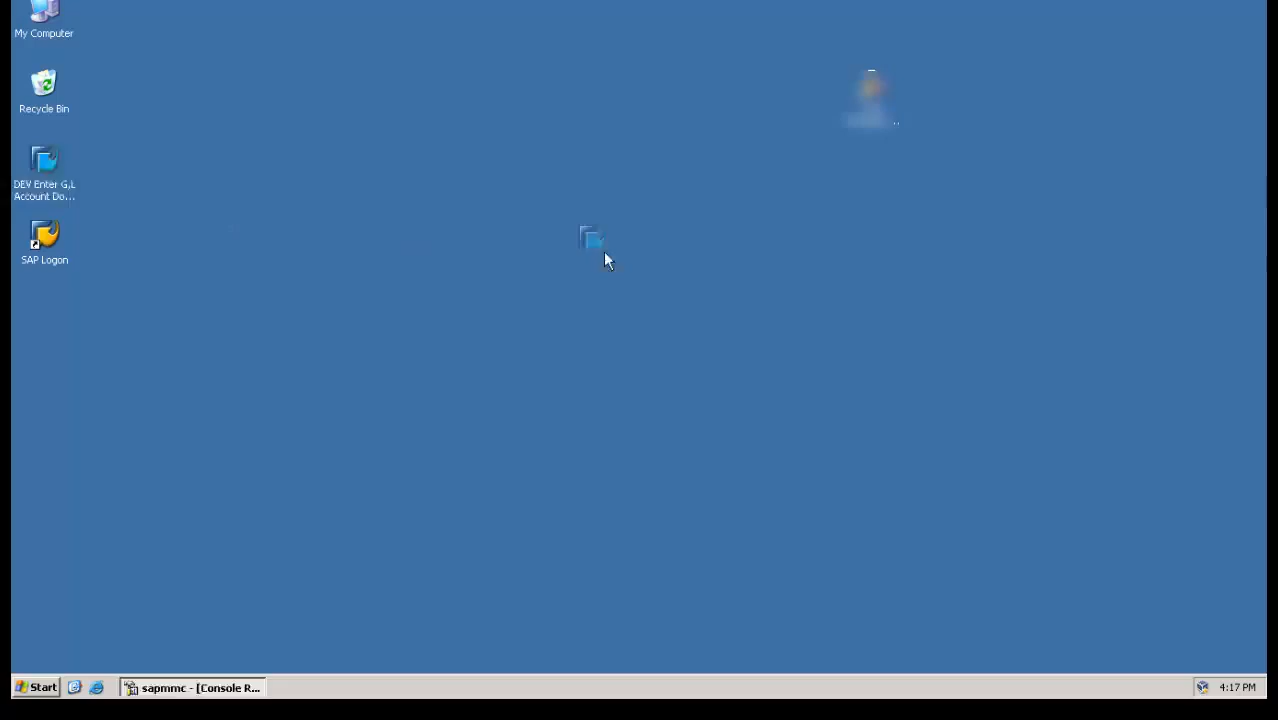 My Computer
Recycle Bin
DEV Enter G,L
Account Do...
SAP Logon
Start
sapmmc - [Console R...
4:17 PM